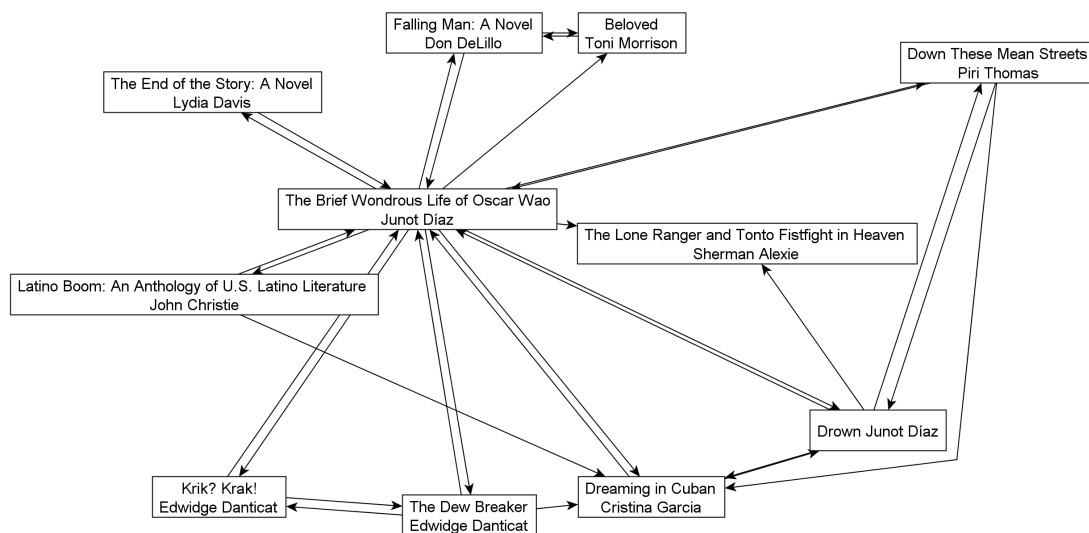 Falling Man: A Novel
Don DeLillo
Beloved
Toni Morrison
Down These Mean Streets
Piri Thomas
The End of the Story: A Novel
Lydia Davis
The Brief Wondrous Life of Oscar Wao
Junot Díaz
The Lone Ranger and Tonto Fistfight in Heaven
Sherman Alexie
Latino Boom: An Anthology of U.S. Latino Literature
John Christie
Drown Junot Díaz
Krik? Krak!
Edwidge Danticat
The Dew Breaker
Edwidge Danticat
Dreaming in Cuban
Cristina Garcia